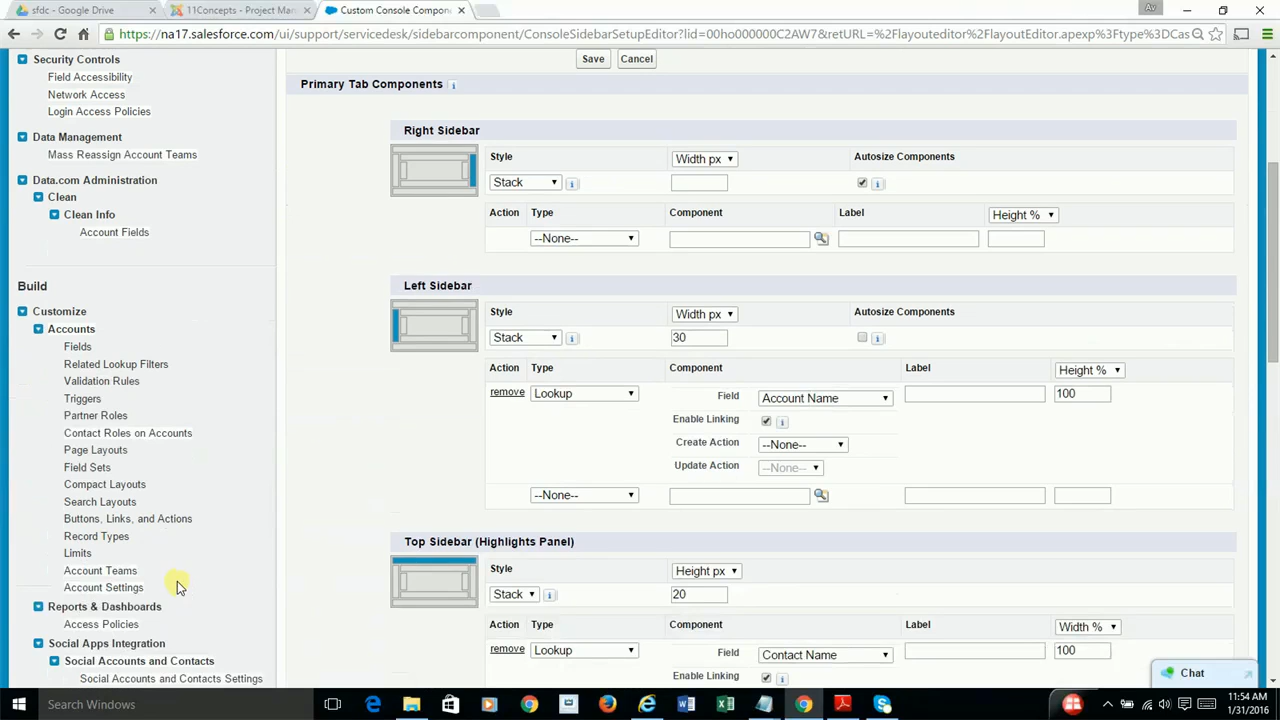 sfdc - Google Drive
11Concepts - Project Man
Custom Console Compon
Av
https://na17.salesforce.com/ui/support/servicedesk/sidebarcomponent/ConsoleSidebarSetupEditor?lid=00ho000000C2AW7&retURL=%2Flayouteditor%2FLayoutEditor.apexp%3Ftype%3DCas
Security Controls
Field Accessibility
Network Access
Login Access Policies
Data Management
Mass Reassign Account Teams
Data.com Administration
Clean
Clean Info
Account Fields
Build
Customize
Accounts
Fields
Related Lookup Filters
Validation Rules
Triggers
Partner Roles
Contact Roles on Accounts
Page Layouts
Field Sets
Compact Layouts
Search Layouts
Buttons, Links, and Actions
Record Types
Limits
Account Teams
Account Settings
Reports & Dashboards
Access Policies
Social Apps Integration
Social Accounts and Contacts
Social Accounts and Contacts Settings
Save Cancel
Primary Tab Components
Right Sidebar
Style Width px Autosize Components
Stack
Action Type Component Label Height %
--None--
Left Sidebar
Style Width px Autosize Components
Stack 30
Action Type Component Label Height %
remove Lookup Field Account Name 100
Enable Linking
Create Action --None--
Update Action --None--
--None--
Top Sidebar (Highlights Panel)
Style Height px
Stack 20
Action Type Component Label Width %
remove Lookup Field Contact Name 100
Enable Linking
Chat
Search Windows
11:54 AM
1/31/2016